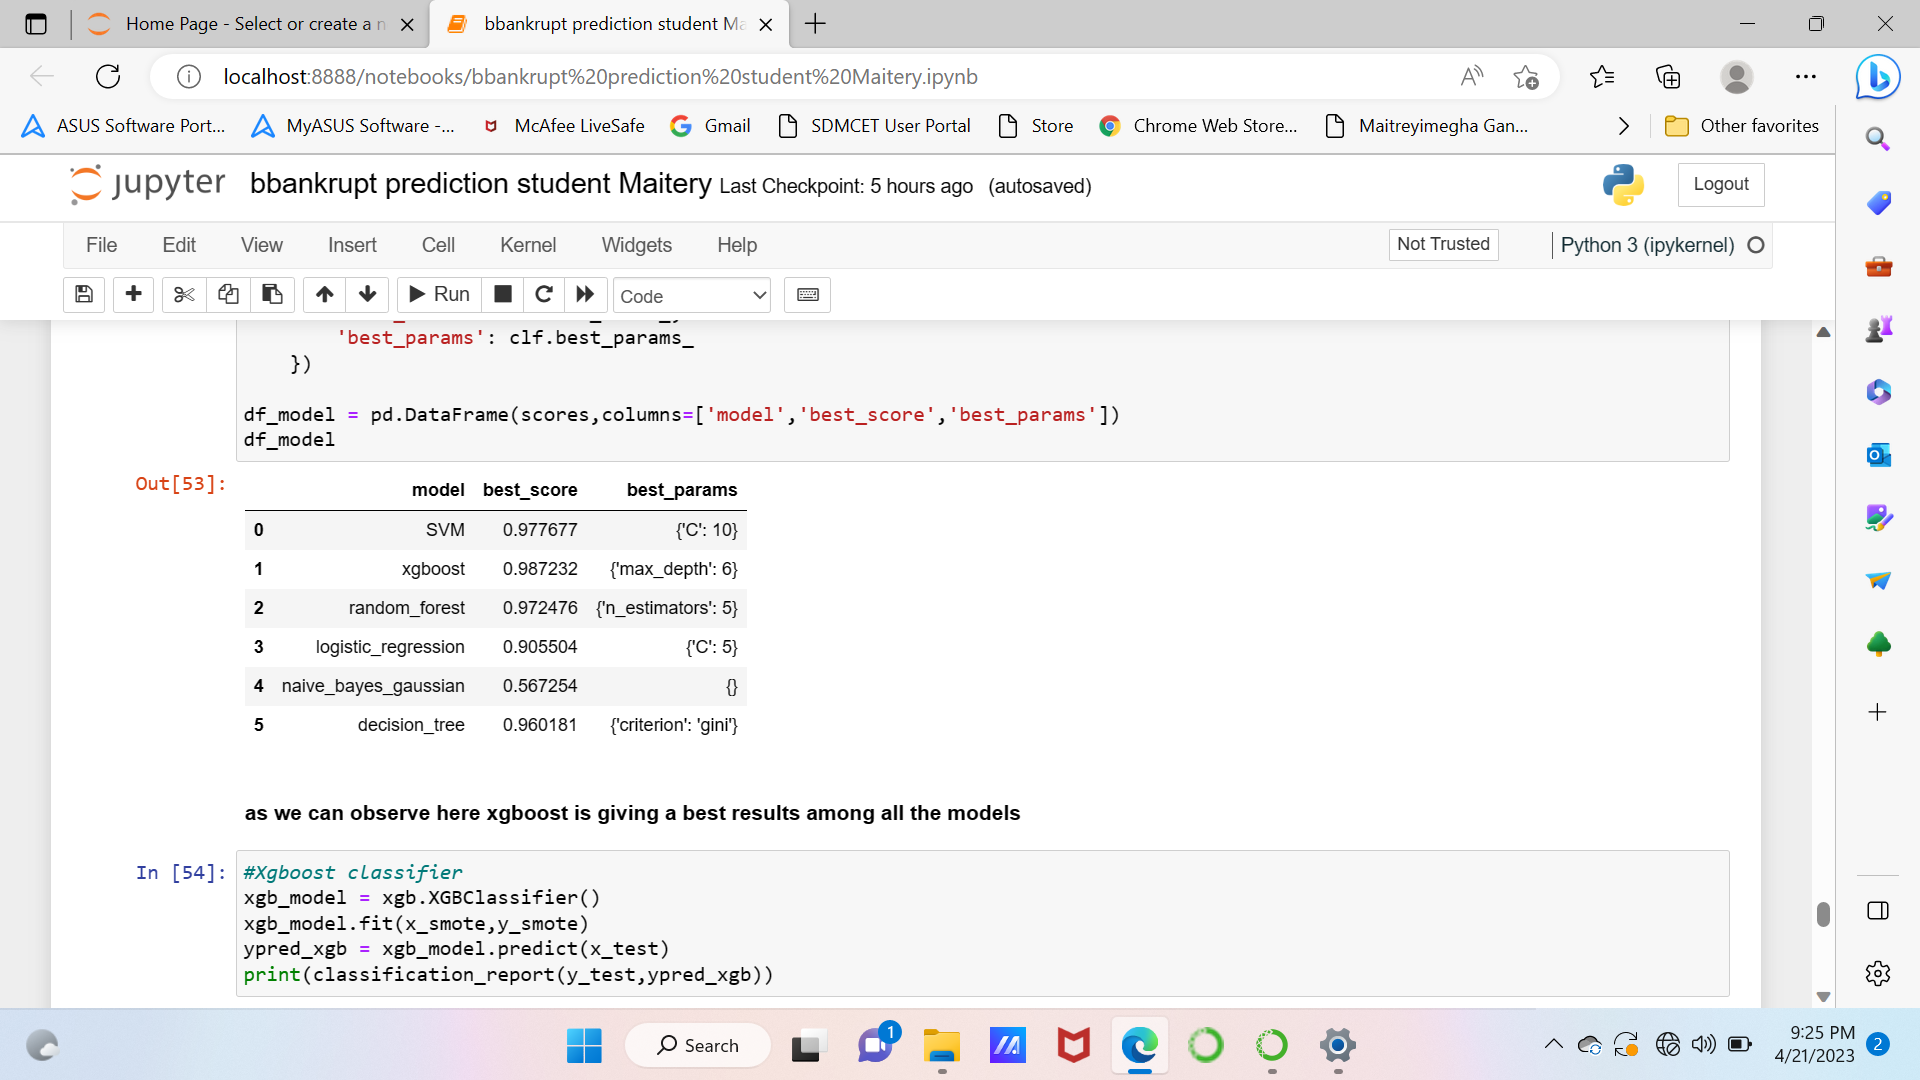 Home Page - Select or create a n
bbankrupt prediction student Ma
localhost:8888/notebooks/bbankrupt%20prediction%20student%20Maitery.ipynb
ASUS Software Port... MyASUS Software -... McAfee LiveSafe Gmail SDMCET User Portal Store Chrome Web Store... Maitreyimegha Gan... Other favorites
jupyter bbankrupt prediction student Maitery Last Checkpoint: 5 hours ago (autosaved) Logout
File Edit View Insert Cell Kernel Widgets Help Not Trusted Python 3 (ipykernel)
Run Code
'best_params': clf.best_params_
})
df_model = pd.DataFrame(scores,columns=['model','best_score','best_params'])
df_model
Out[53]:
model best_score best_params
0 SVM 0.977677 {'C': 10}
1 xgboost 0.987232 {'max_depth': 6}
2 random_forest 0.972476 {'n_estimators': 5}
3 logistic_regression 0.905504 {'C': 5}
4 naive_bayes_gaussian 0.567254 {}
5 decision_tree 0.960181 {'criterion': 'gini'}
as we can observe here xgboost is giving a best results among all the models
In [54]: #Xgboost classifier
xgb_model = xgb.XGBClassifier()
xgb_model.fit(x_smote,y_smote)
ypred_xgb = xgb_model.predict(x_test)
print(classification_report(y_test,ypred_xgb))
Search
1
9:25 PM
4/21/2023
2